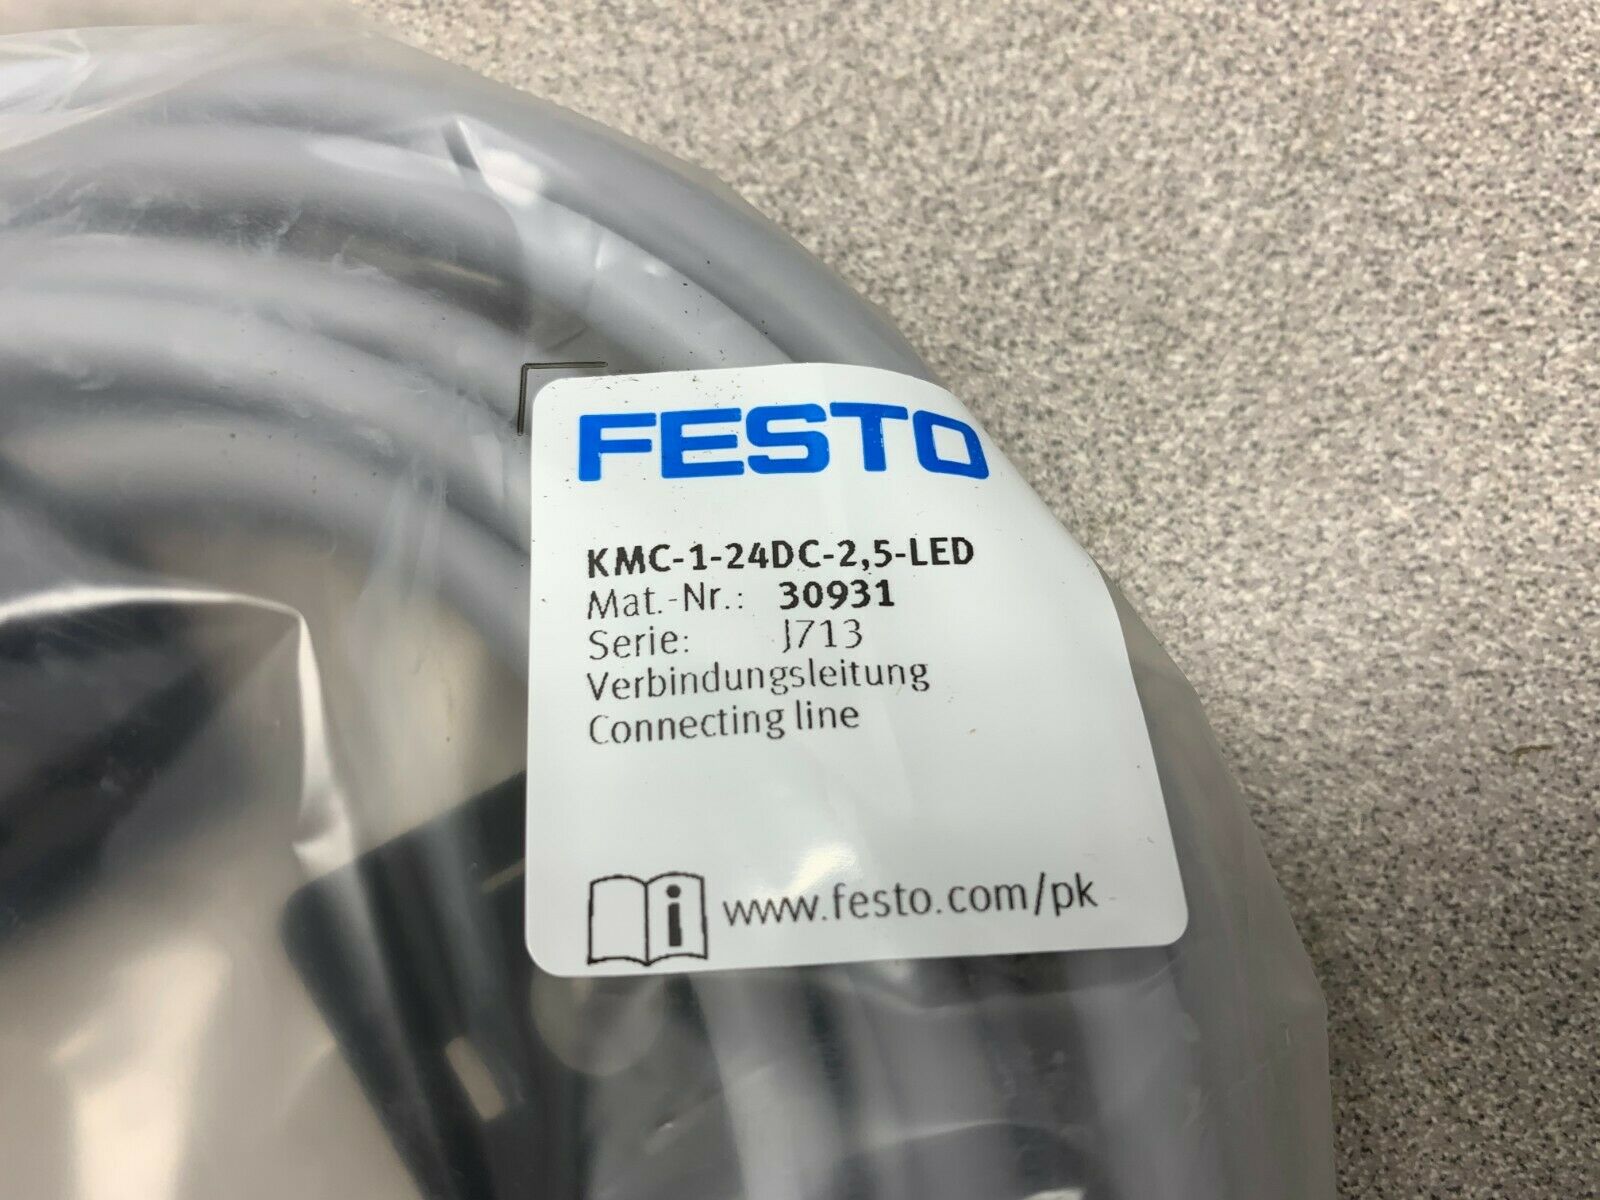 FESTO
KMC-1-24DC-2,5-LED
Mat.-Nr.: 30931
Serie: J713
Verbindungsleitung
Connecting line
i www.festo.com/pk